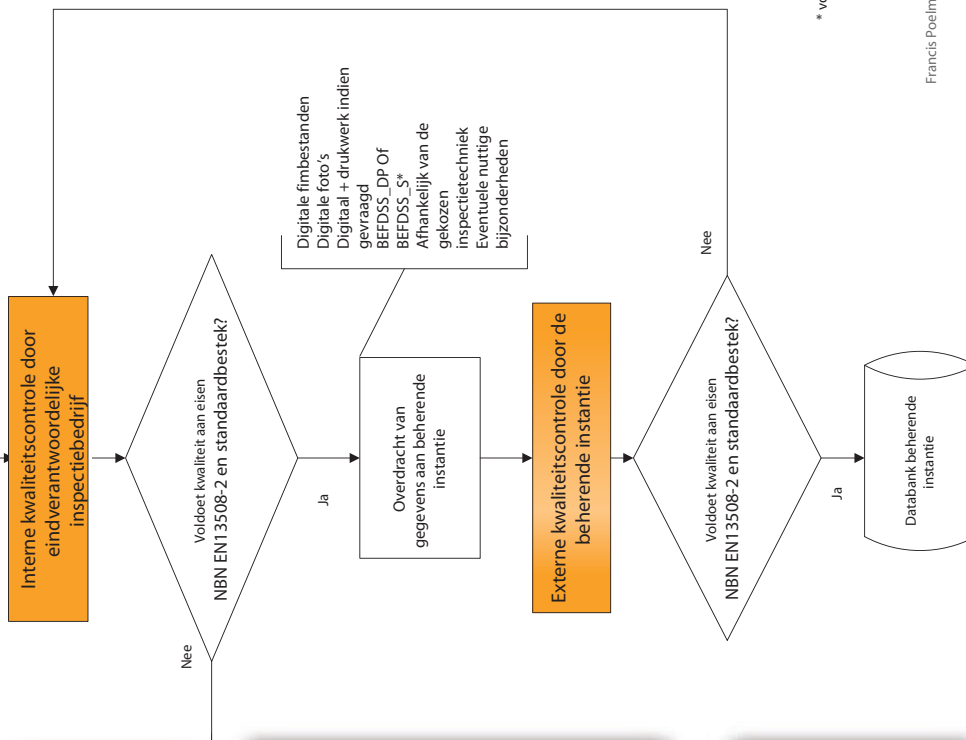 Interne kwaliteitscontrole door
eindverantwoordelijke
inspectiebedrijf
Voldoet kwaliteit aan eisen
NBN EN13508-2 en standaardbestek?
Nee
Ja
Overdracht van
gegevens aan beherende
instantie
Digitale fimbestanden
Digitale foto's
Digitaal + drukwerk indien
gevraagd
BEFDSS_DP Of
BEFDSS_S*
Afhankelijk van de
gekozen
inspectietechniek
Eventuele nuttige
bijzonderheden
Externe kwaliteitscontrole door de
beherende instantie
Voldoet kwaliteit aan eisen
NBN EN13508-2 en standaardbestek?
Nee
Ja
Databank beherende
instantie
*
Francis Poelm